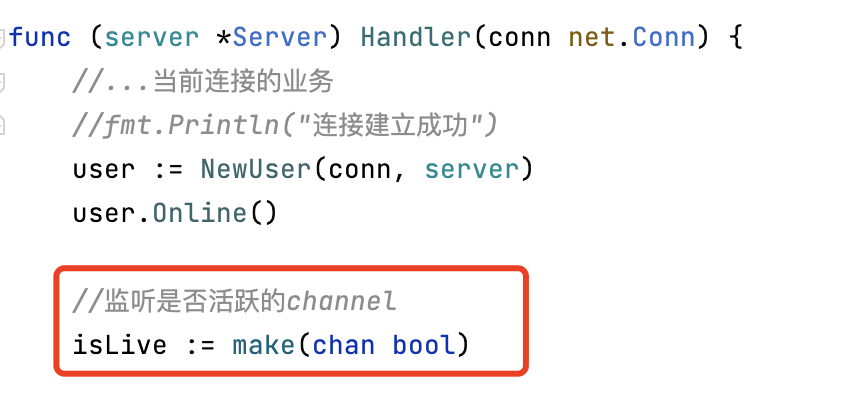 func (server *Server) Handler(conn net.Conn) {
//...当前连接的业务
//fmt.Println("连接建立成功")
user := NewUser(conn, server)
user.Online()
//监听是否活跃的channel
isLive := make(chan bool)